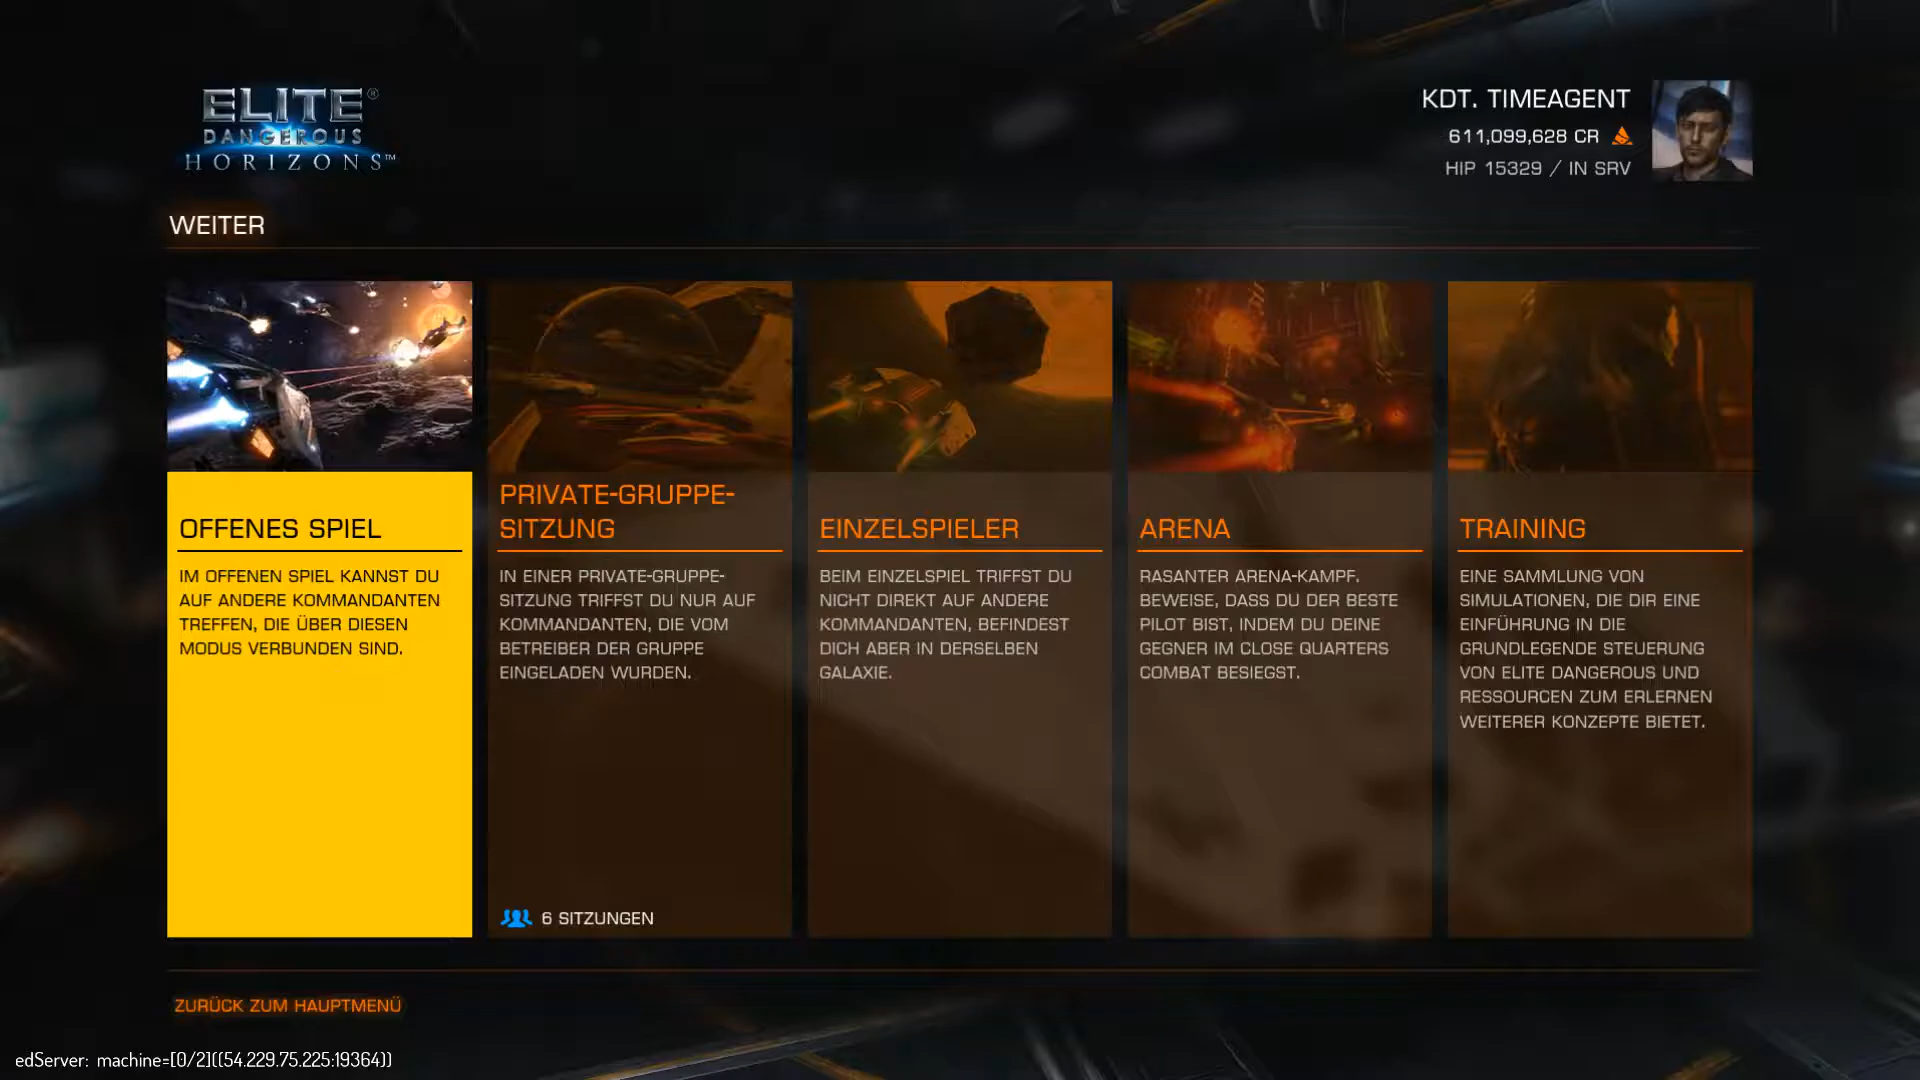 ELITE®
DANGEROUS
HORIZONS™
KDT. TIMEAGENT
611,099,628 CR
HIP 15329 / IN SRV
WEITER
OFFENES SPIEL
IM OFFENEN SPIEL KANNST DU
AUF ANDERE KOMMANDANTEN
TREFFEN, DIE ÜBER DIESEN
MODUS VERBUNDEN SIND.
PRIVATE-GRUPPE-
SITZUNG
IN EINER PRIVATE-GRUPPE-
SITZUNG TRIFFST DU NUR AUF
KOMMANDANTEN, DIE VOM
BETREIBER DER GRUPPE
EINGELADEN WURDEN.
6 SITZUNGEN
EINZELSPIELER
BEIM EINZELSPIEL TRIFFST DU
NICHT DIREKT AUF ANDERE
KOMMANDANTEN, BEFINDEST
DICH ABER IN DERSELBEN
GALAXIE.
ARENA
RASANTER ARENA-KAMPF.
BEWEISE, DASS DU DER BESTE
PILOT BIST, INDEM DU DEINE
GEGNER IM CLOSE QUARTERS
COMBAT BESIEGST.
TRAINING
EINE SAMMLUNG VON
SIMULATIONEN, DIE DIR EINE
EINFÜHRUNG IN DIE
GRUNDLEGENDE STEUERUNG
VON ELITE DANGEROUS UND
RESSOURCEN ZUM ERLERNEN
WEITERER KONZEPTE BIETET.
ZURÜCK ZUM HAUPTMENÜ
edServer: machine=[0/2]((54.229.75.225:19364))